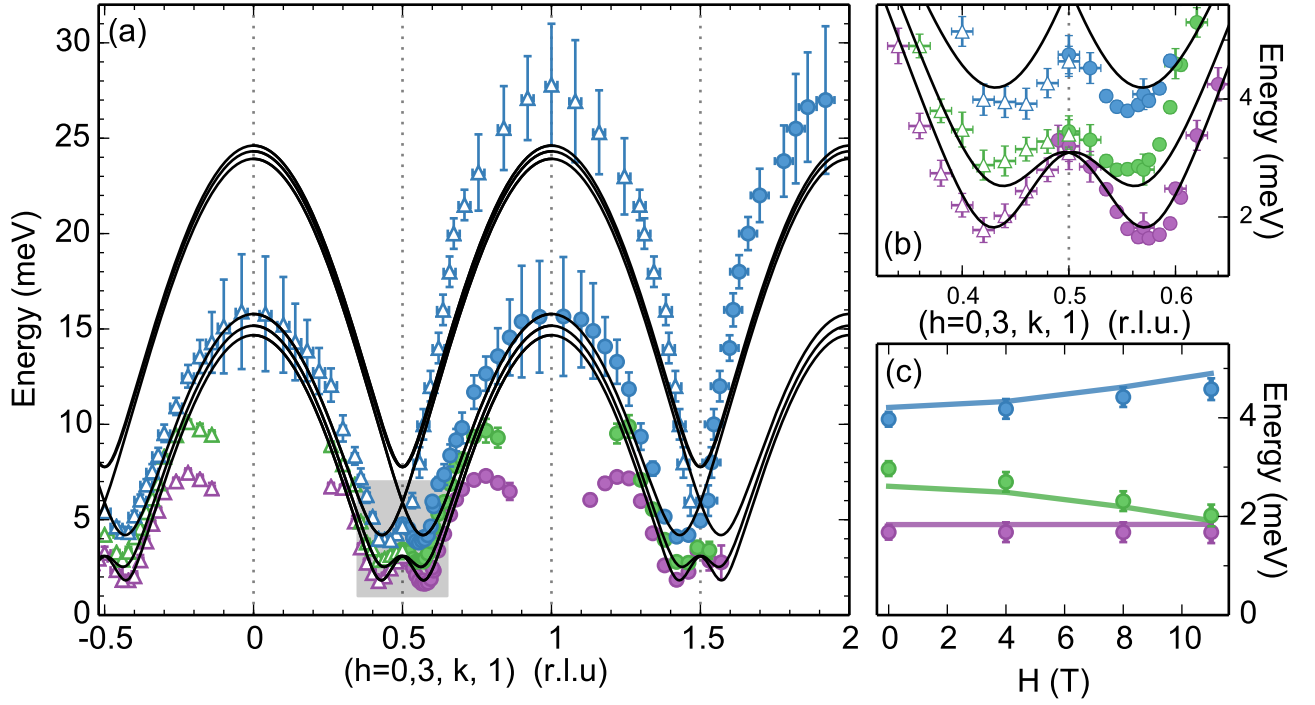 (a)
30
25
20
15
10
5
0
Energy (meV)
-0.5 0 0.5 1 1.5 2
(h=0,3, k, 1) (r.l.u)
(b)
4
2
Energy (meV)
0.4 0.5 0.6
(h=0,3, k, 1) (r.l.u.)
(c)
4
2
0
Energy (meV)
0 2 4 6 8 10
H (T)